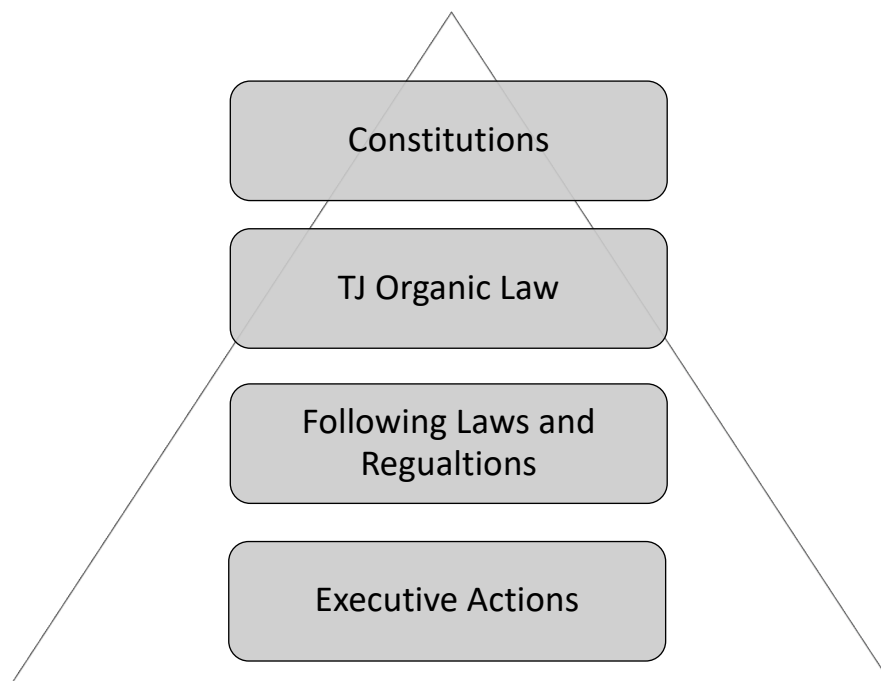 Constitutions
TJ Organic Law
Following Laws and
Regualtions
Executive Actions